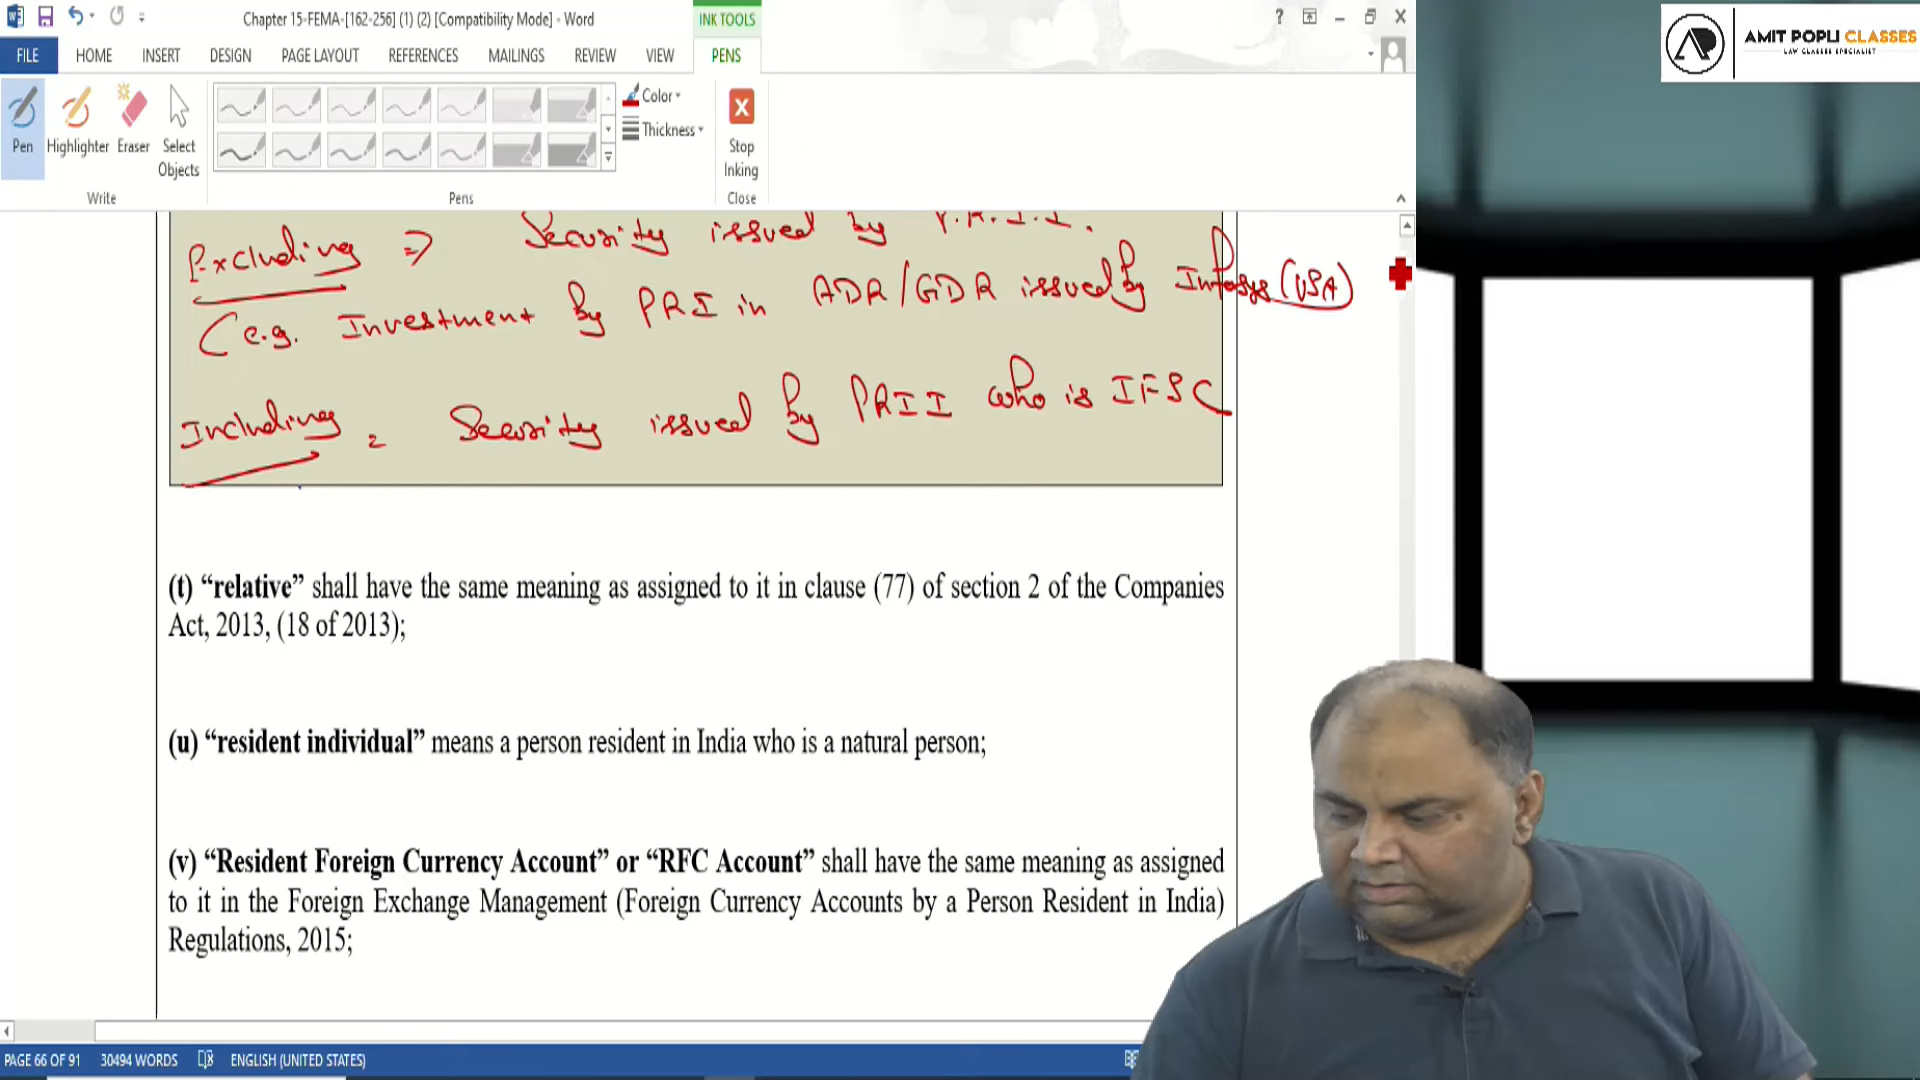 Chapter 15-FEMA-[162-256] (1) (2) [Compatibility Mode] - Word
INK TOOLS
?
FILE HOME INSERT DESIGN PAGE LAYOUT REFERENCES MAILINGS REVIEW VIEW PENS
Pen Highlighter Eraser Select Objects
Color
Thickness
Stop Inking
Write Pens Close
AMIT POPLI CLASSES
LAW CLASSES SPECIALIST
Excluding => Security issued by P.R.I.I.
(e.g. Investment by PRI in ADR/GDR issued by Infosys (USA)
Including = Security issued by PRII who is IFSC
(t) “relative” shall have the same meaning as assigned to it in clause (77) of section 2 of the Companies
Act, 2013, (18 of 2013);
(u) “resident individual” means a person resident in India who is a natural person;
(v) “Resident Foreign Currency Account” or “RFC Account” shall have the same meaning as assigned
to it in the Foreign Exchange Management (Foreign Currency Accounts by a Person Resident in India)
Regulations, 2015;
PAGE 66 OF 91 30494 WORDS ENGLISH (UNITED STATES)